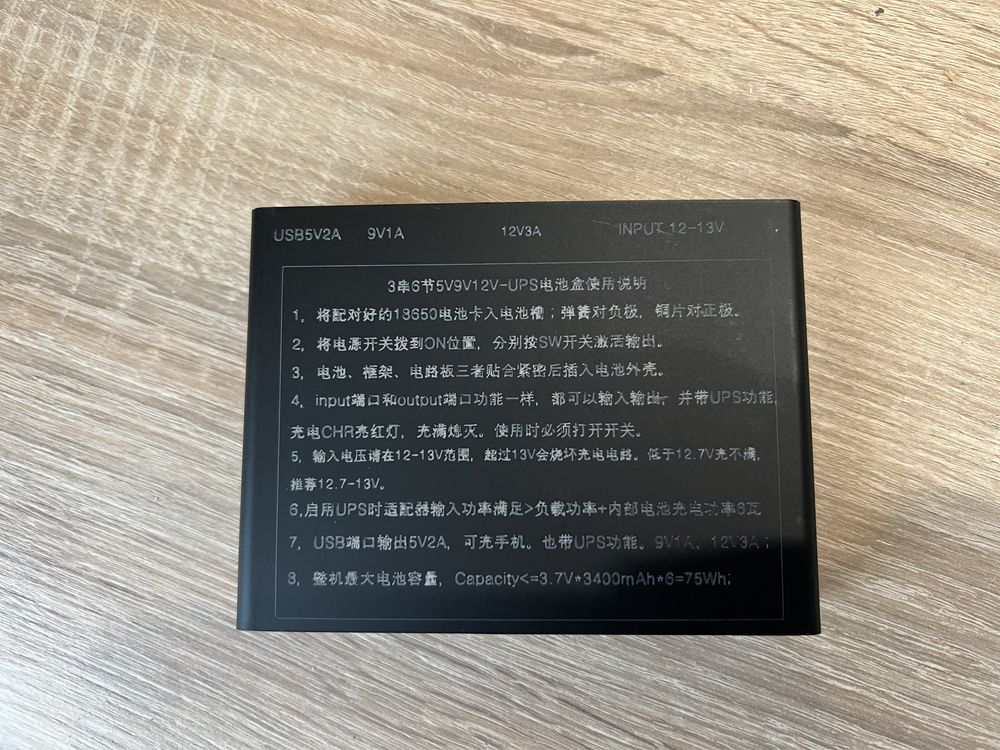 USB5V2A 9V1A 12V3A INPUT 12-13V
3串6节5V9V12V-UPS电池盒使用说明
1，将配对好的18650电池卡入电池槽；弹簧对负极，铜片对正极。
2，将电源开关拨到ON位置，分别按SW开关激活输出。
3，电池、框架、电路板三者贴合紧密后插入电池外壳。
4，input端口和output端口功能一样，都可以输入输出，并带UPS功能，
充电CHR亮红灯，充满熄灭。使用时必须打开开关。
5，输入电压请在12-13V范围，超过13V会烧坏充电电路。低于12.7V充不满，
推荐12.7-13V。
6,启用UPS时适配器输入功率满足>负载功率+内部电池充电功率6瓦
7，USB端口输出5V2A，可充手机。也带UPS功能。9V1A、12V3A；
8，整机最大电池容量，Capacity<=3.7V*3400mAh*6=75Wh;